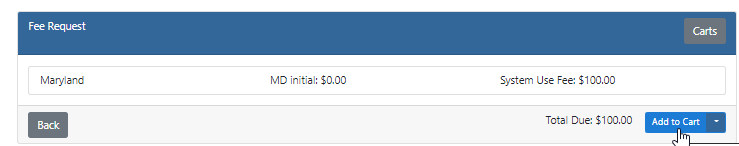 Fee Request
Carts
Maryland MD initial: $0.00 System Use Fee: $100.00
Back Total Due: $100.00 Add to Cart